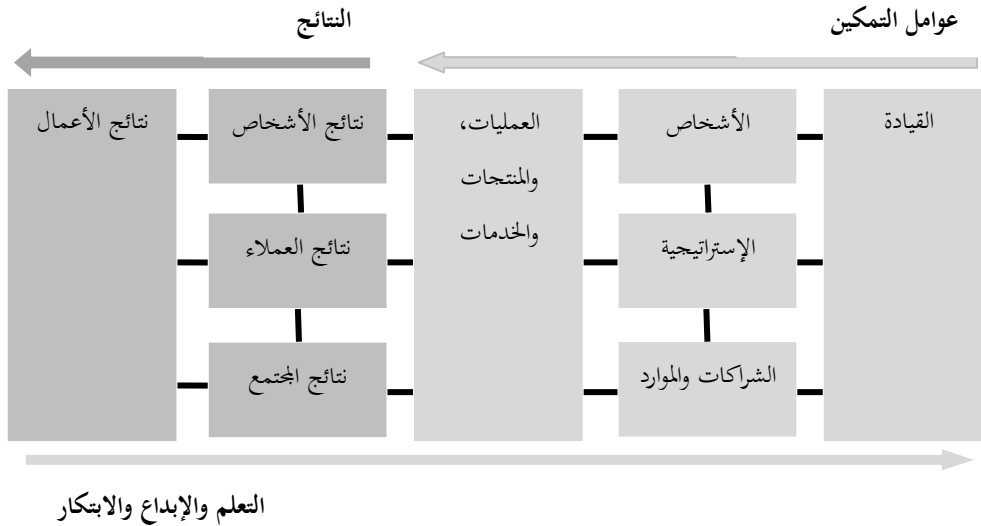 عوامل التمكين
النتائج
القيادة
الأشخاص
العمليات،
والمنتجات
والخدمات
نتائج الأشخاص
نتائج الأعمال
الإستراتيجية
نتائج العملاء
الشراكات والموارد
نتائج المجتمع
التعلم والإبداع والابتكار